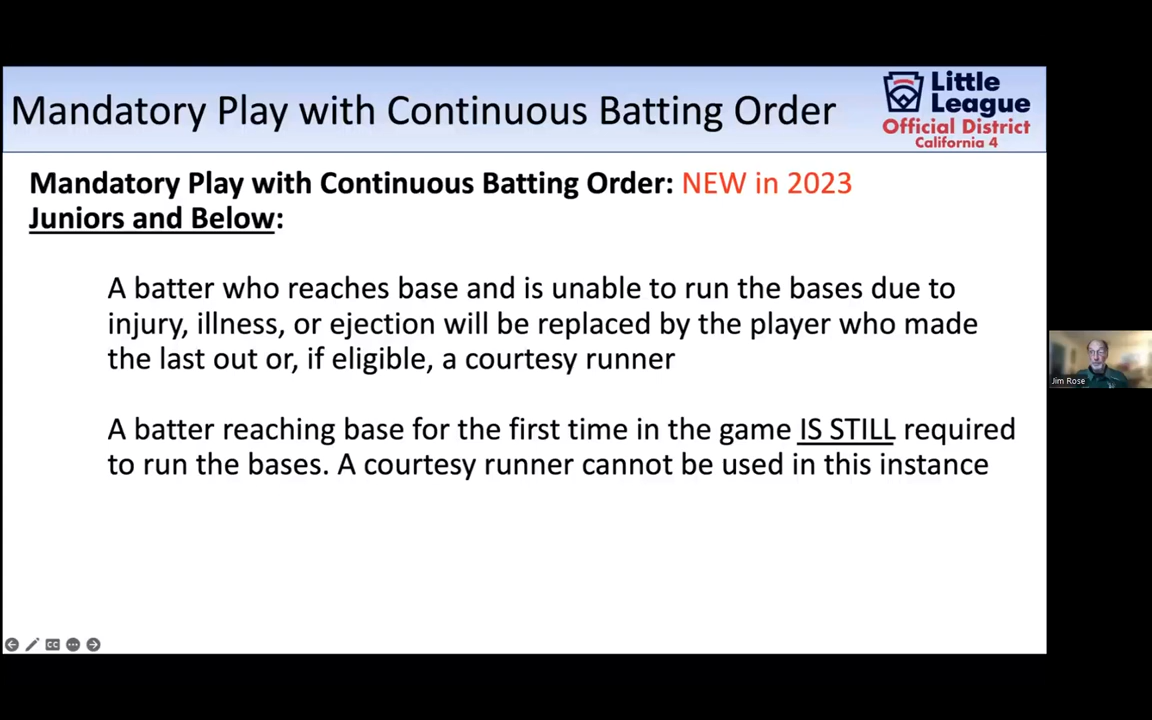 Mandatory Play with Continuous Batting Order
Little
League
Official District
California 4
Mandatory Play with Continuous Batting Order: NEW in 2023
Juniors and Below:
A batter who reaches base and is unable to run the bases due to
injury, illness, or ejection will be replaced by the player who made
the last out or, if eligible, a courtesy runner
A batter reaching base for the first time in the game IS STILL required
to run the bases. A courtesy runner cannot be used in this instance
Jim Rose
CC